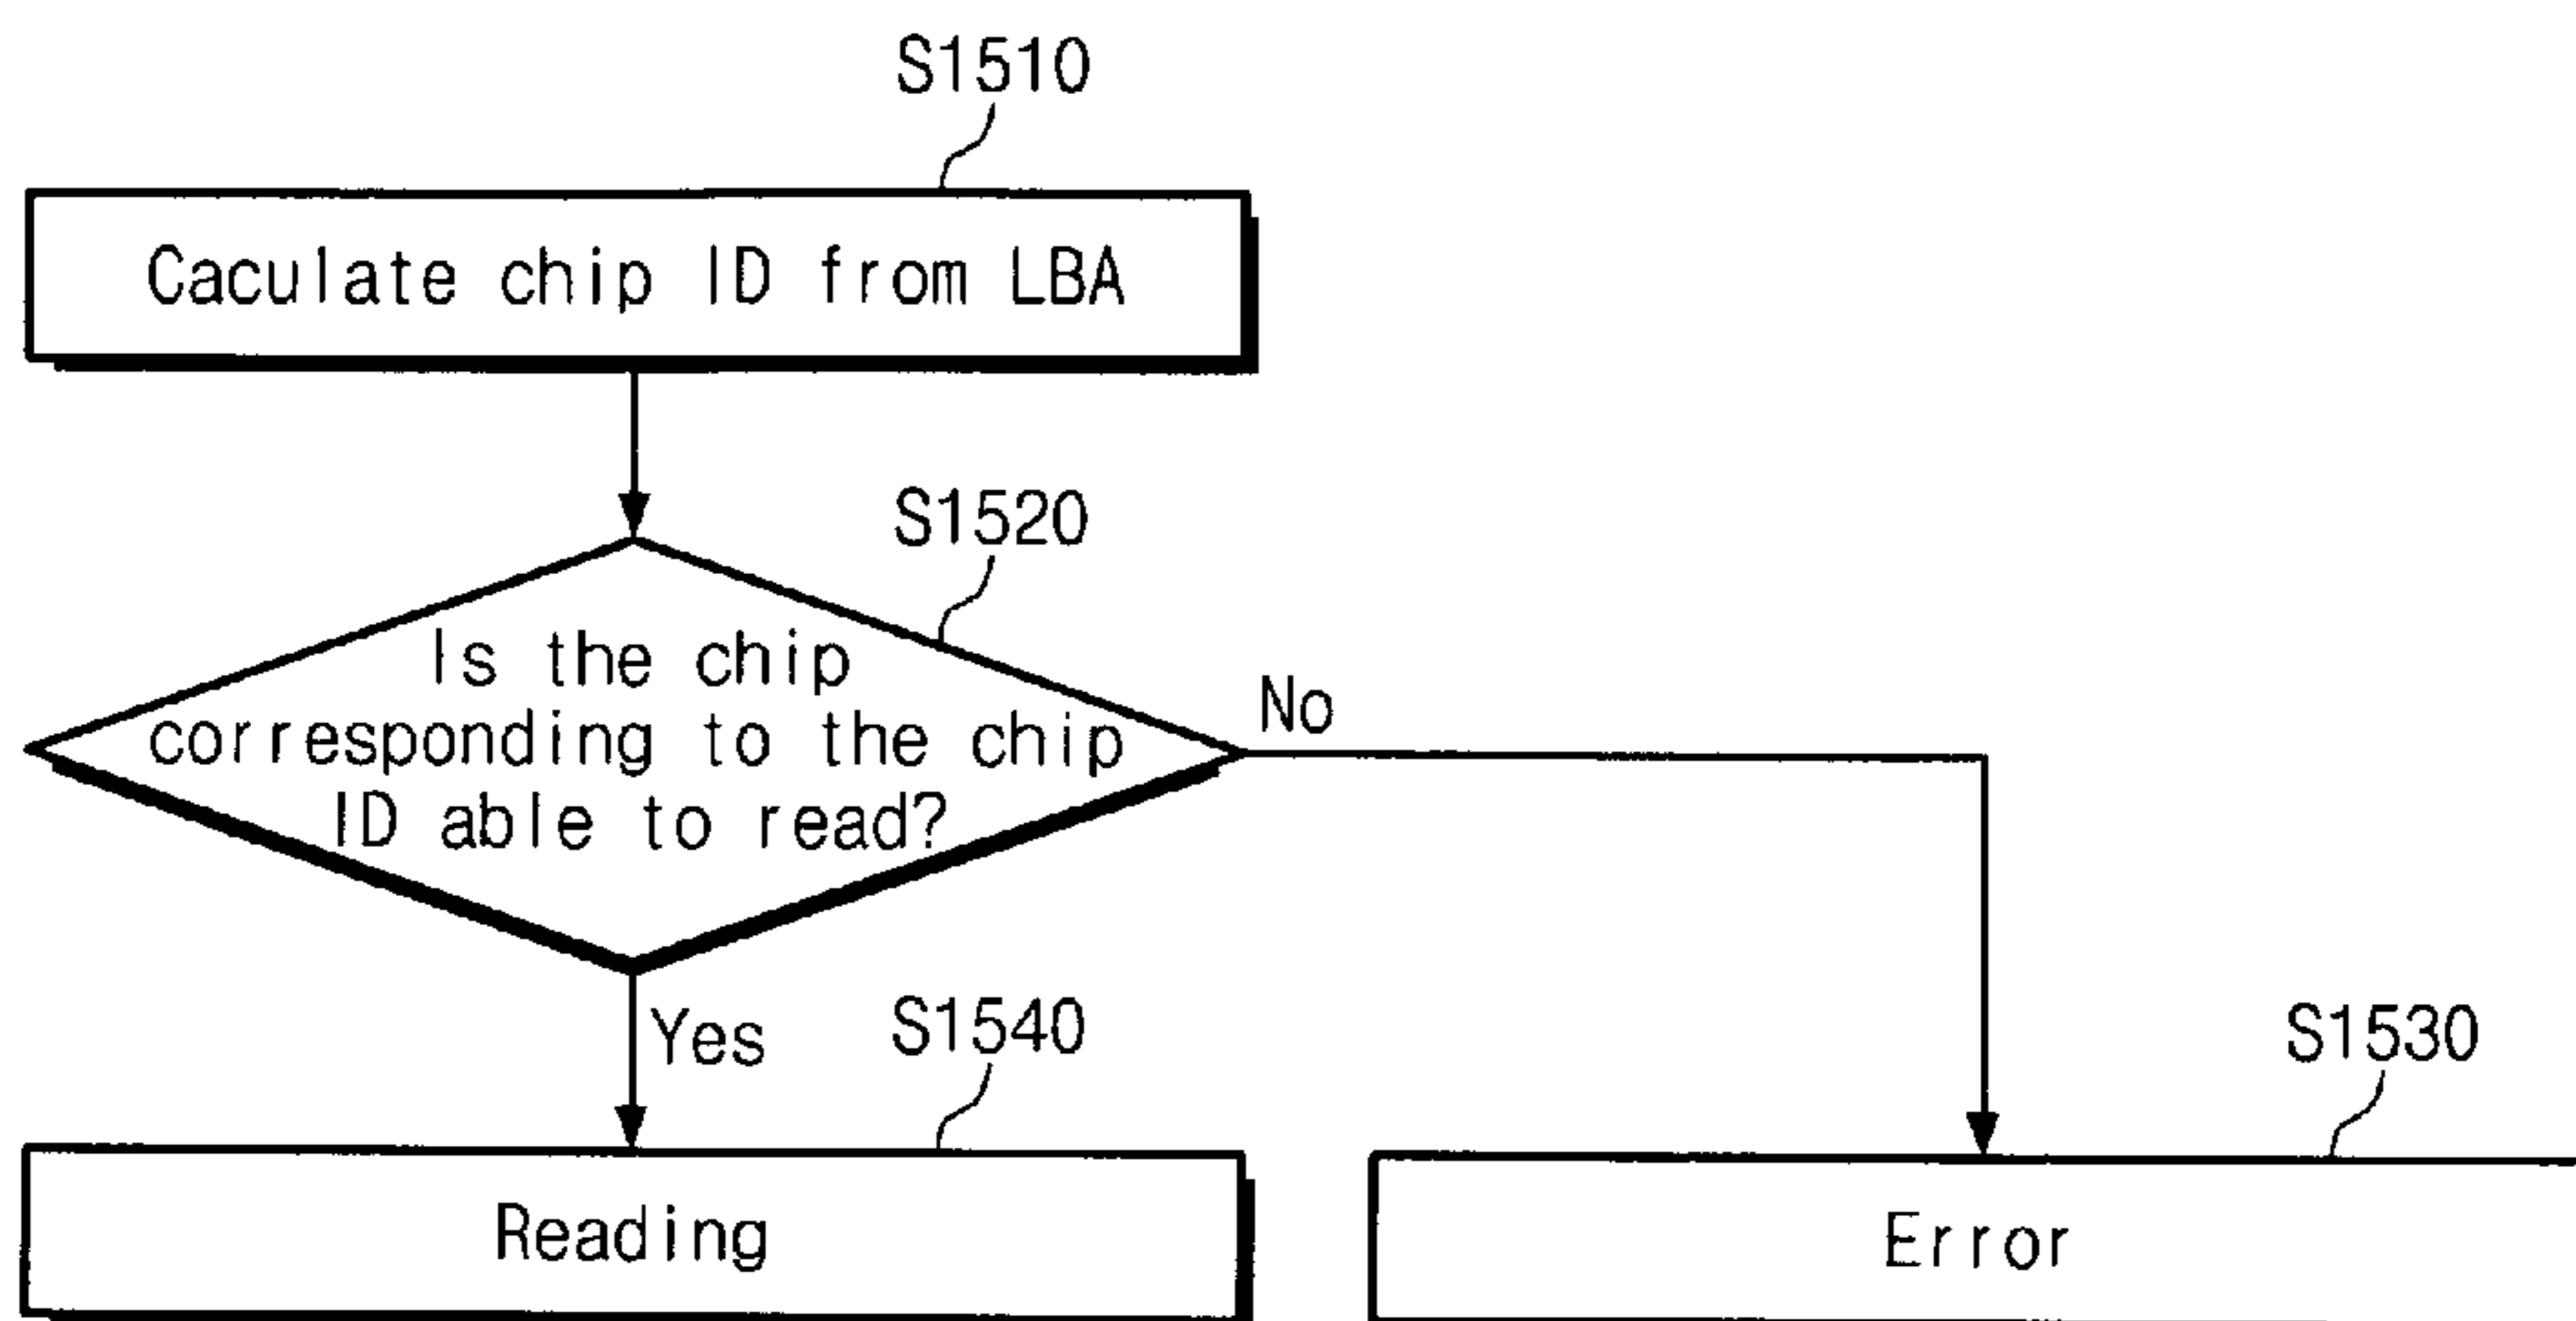 S1510
Caculate chip ID from LBA
S1520
Is the chip
corresponding to the chip
ID able to read?
No
Yes
S1540
S1530
Reading
Error